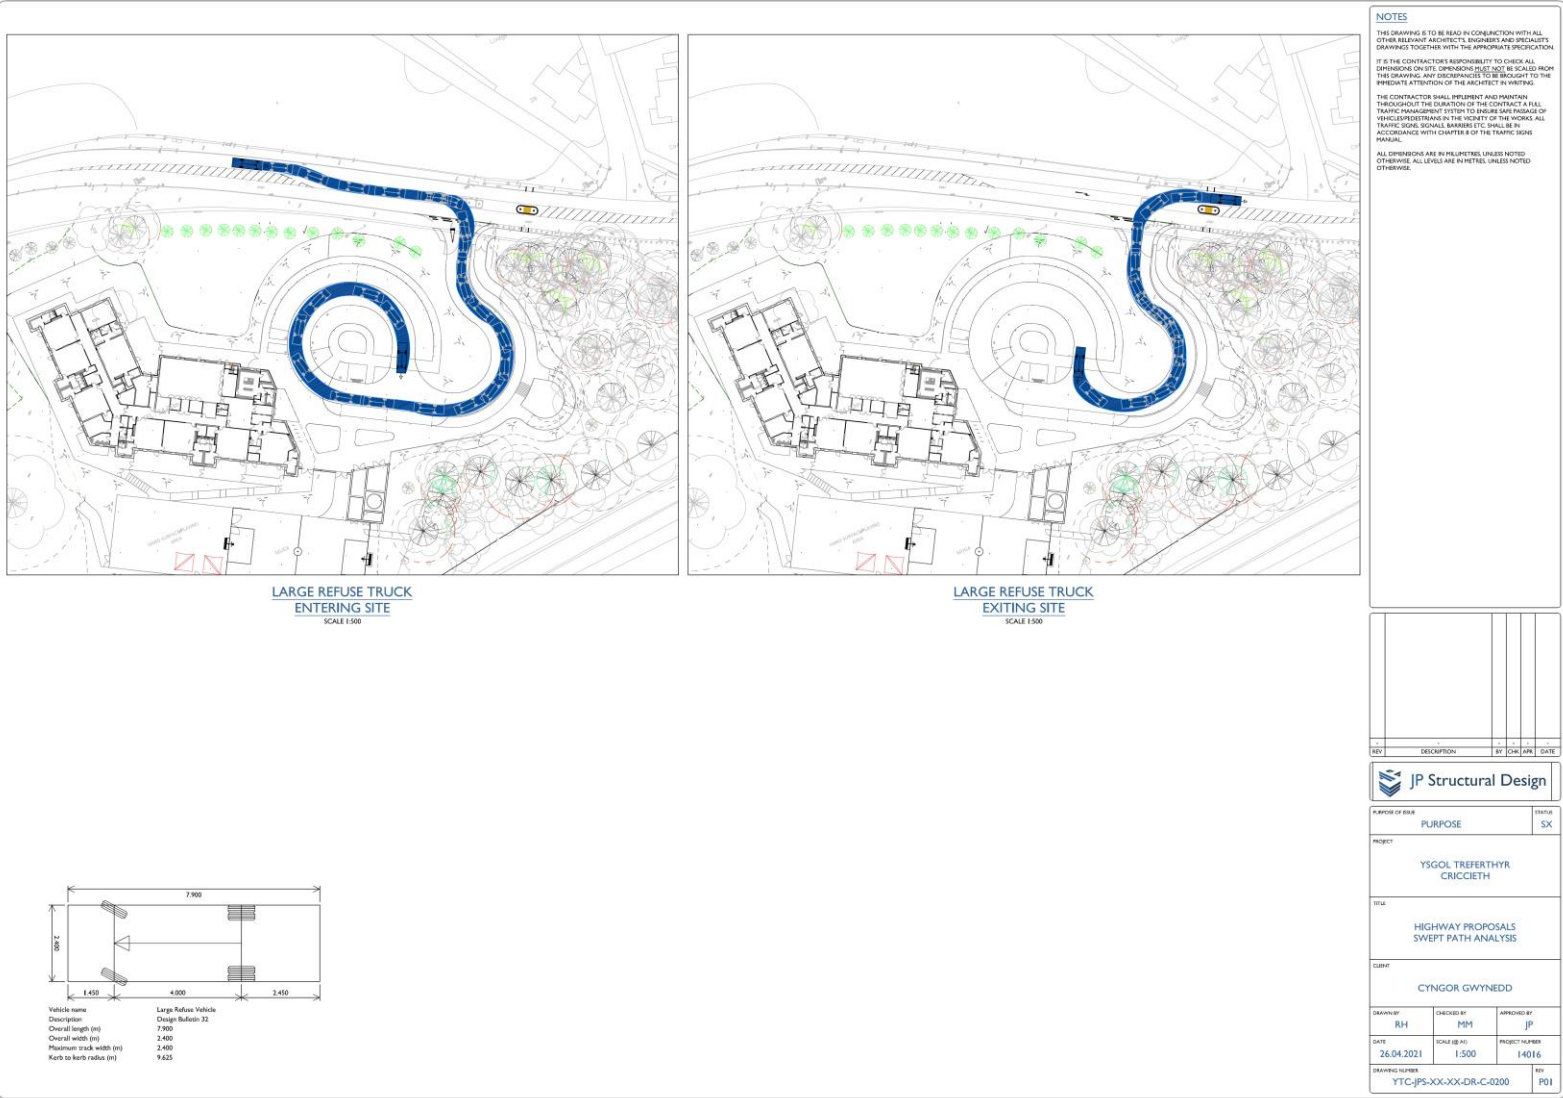 LARGE REFUSE TRUCK
ENTERING SITE
SCALE 1:500
LARGE REFUSE TRUCK
EXITING SITE
SCALE 1:500
7.900
2.400
1.450
4.000
2.450
Vehicle name Large Refuse Vehicle
Description Design Bulletin 32
Overall length (m) 7.900
Overall width (m) 2.400
Maximum track width (m) 2.400
Kerb to kerb radius (m) 9.625
NOTES
THIS DRAWING IS TO BE READ IN CONJUNCTION WITH ALL
OTHER RELEVANT ARCHITECT'S, ENGINEER'S AND SPECIALIST'S
DRAWINGS TOGETHER WITH THE APPROPRIATE SPECIFICATION.
IT IS THE CONTRACTOR'S RESPONSIBILITY TO CHECK ALL
DIMENSIONS ON SITE. DIMENSIONS MUST NOT BE SCALED FROM
THIS DRAWING. ANY DISCREPANCIES TO BE BROUGHT TO THE
IMMEDIATE ATTENTION OF THE ARCHITECT IN WRITING.
THE CONTRACTOR SHALL IMPLEMENT AND MAINTAIN
THROUGHOUT THE DURATION OF THE CONTRACT A FULL
TRAFFIC MANAGEMENT SYSTEM TO ENSURE SAFE PASSAGE OF
VEHICLES/PEDESTRIANS IN THE VICINITY OF THE WORKS. ALL
TRAFFIC SIGNS, SIGNALS, BARRIERS ETC. SHALL BE IN
ACCORDANCE WITH CHAPTER 8 OF THE TRAFFIC SIGNS
MANUAL.
ALL DIMENSIONS ARE IN MILLIMETRES, UNLESS NOTED
OTHERWISE. ALL LEVELS ARE IN METRES, UNLESS NOTED
OTHERWISE.
REV DESCRIPTION BY CHK APR DATE
JP Structural Design
PURPOSE OF ISSUE
PURPOSE
STATUS
SX
PROJECT
YSGOL TREFERTHYR
CRICCIETH
TITLE
HIGHWAY PROPOSALS
SWEPT PATH ANALYSIS
CLIENT
CYNGOR GWYNEDD
DRAWN BY
RH
CHECKED BY
MM
APPROVED BY
JP
DATE
26.04.2021
SCALE (@ A1)
1:500
PROJECT NUMBER
14016
DRAWING NUMBER
YTC-JPS-XX-XX-DR-C-0200
REV
P01